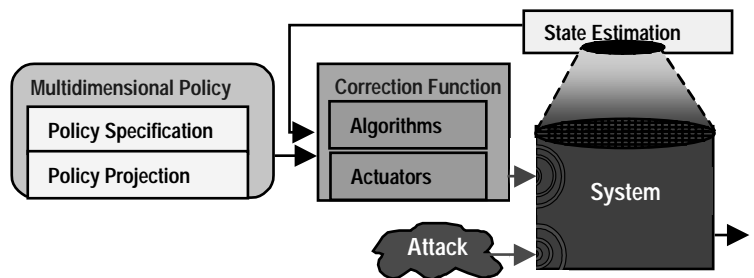 State Estimation
Multidimensional Policy
Policy Specification
Policy Projection
Correction Function
Algorithms
Actuators
System
Attack